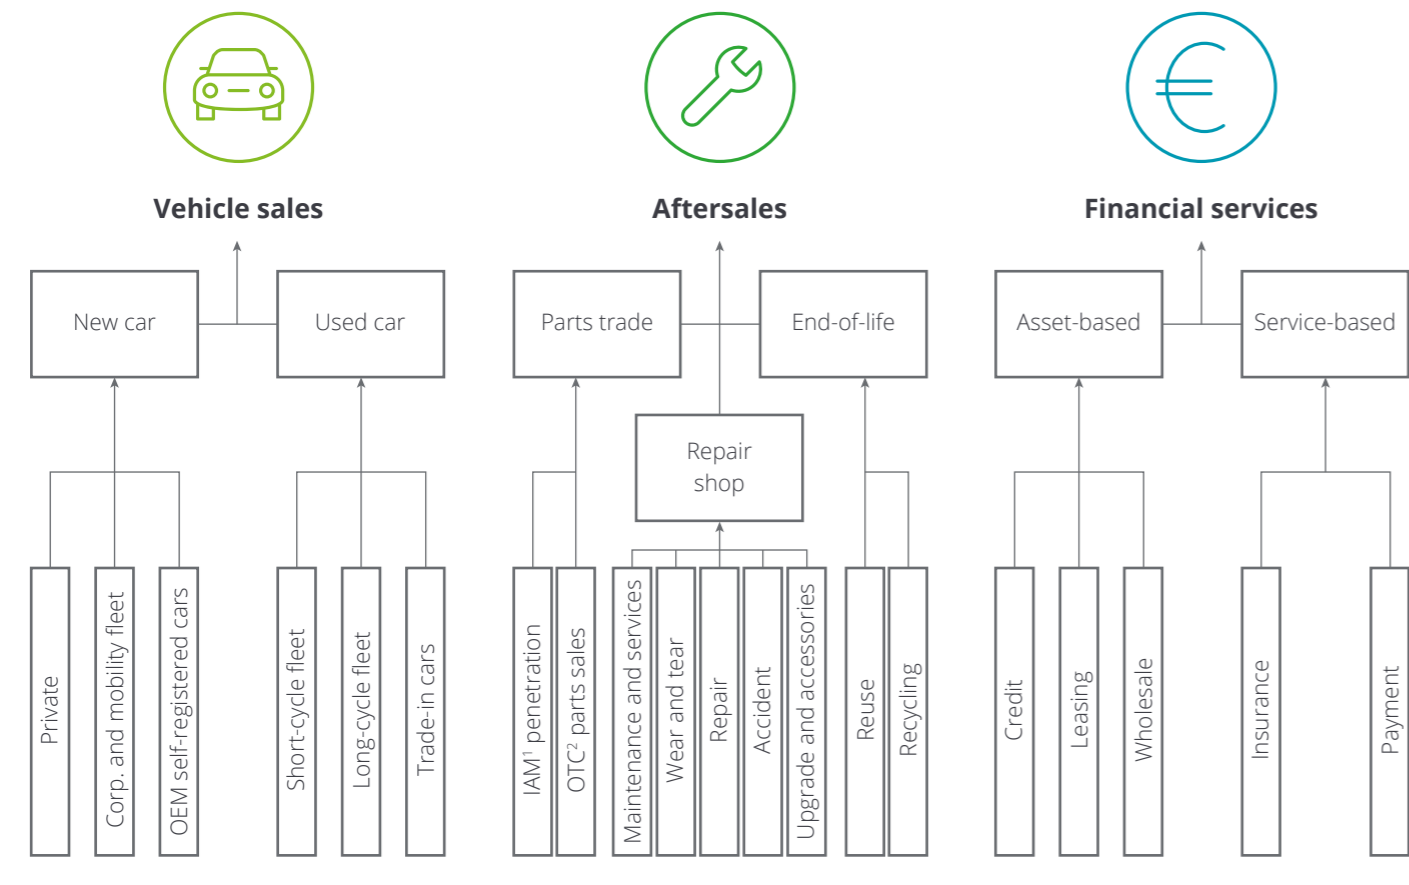 Vehicle sales
Aftersales
Financial services
New car
Used car
Parts trade
End-of-life
Asset-based
Service-based
Repair
shop
Private
Corp. and mobility fleet
OEM self-registered cars
Short-cycle fleet
Long-cycle fleet
Trade-in cars
IAM¹ penetration
OTC² parts sales
Maintenance and services
Wear and tear
Repair
Accident
Upgrade and accessories
Reuse
Recycling
Credit
Leasing
Wholesale
Insurance
Payment